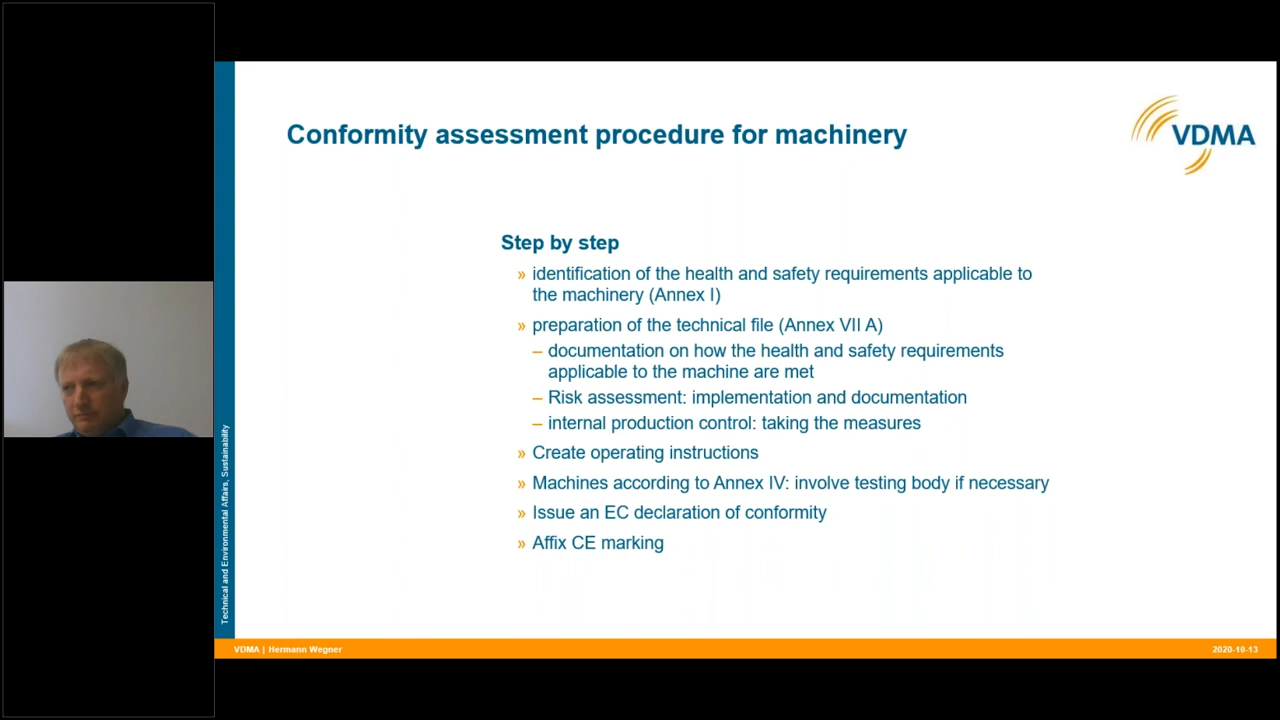 Conformity assessment procedure for machinery
VDMA
Step by step
» identification of the health and safety requirements applicable to
the machinery (Annex I)
» preparation of the technical file (Annex VII A)
– documentation on how the health and safety requirements
applicable to the machine are met
– Risk assessment: implementation and documentation
– internal production control: taking the measures
» Create operating instructions
» Machines according to Annex IV: involve testing body if necessary
» Issue an EC declaration of conformity
» Affix CE marking
Technical and Environmental Affairs, Sustainability
VDMA | Hermann Wegner
2020-10-13